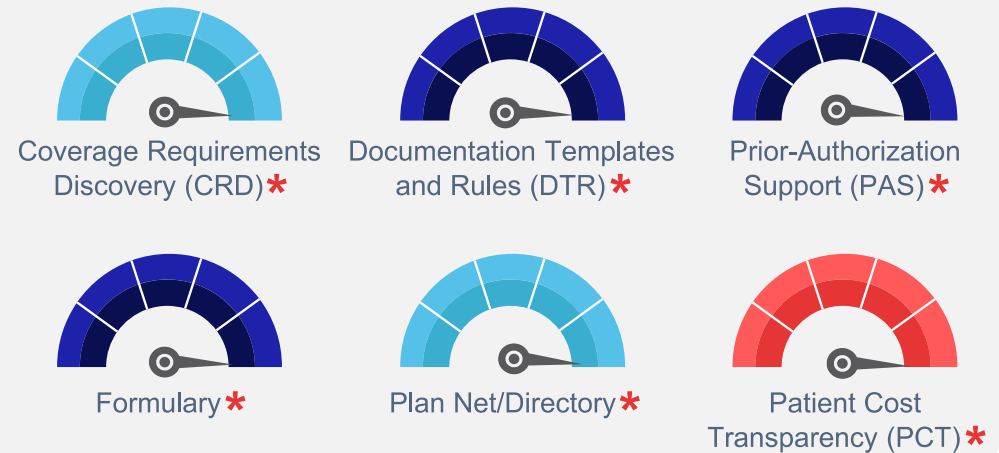 Coverage Requirements
Discovery (CRD)*
Documentation Templates
and Rules (DTR)*
Prior-Authorization
Support (PAS)*
Formulary*
Plan Net/Directory*
Patient Cost
Transparency (PCT)*